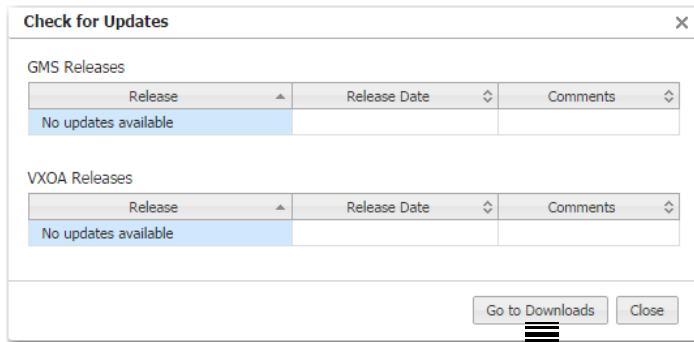 Check for Updates
GMS Releases
Release Release Date Comments
No updates available
VXOA Releases
Release Release Date Comments
No updates available
Go to Downloads Close